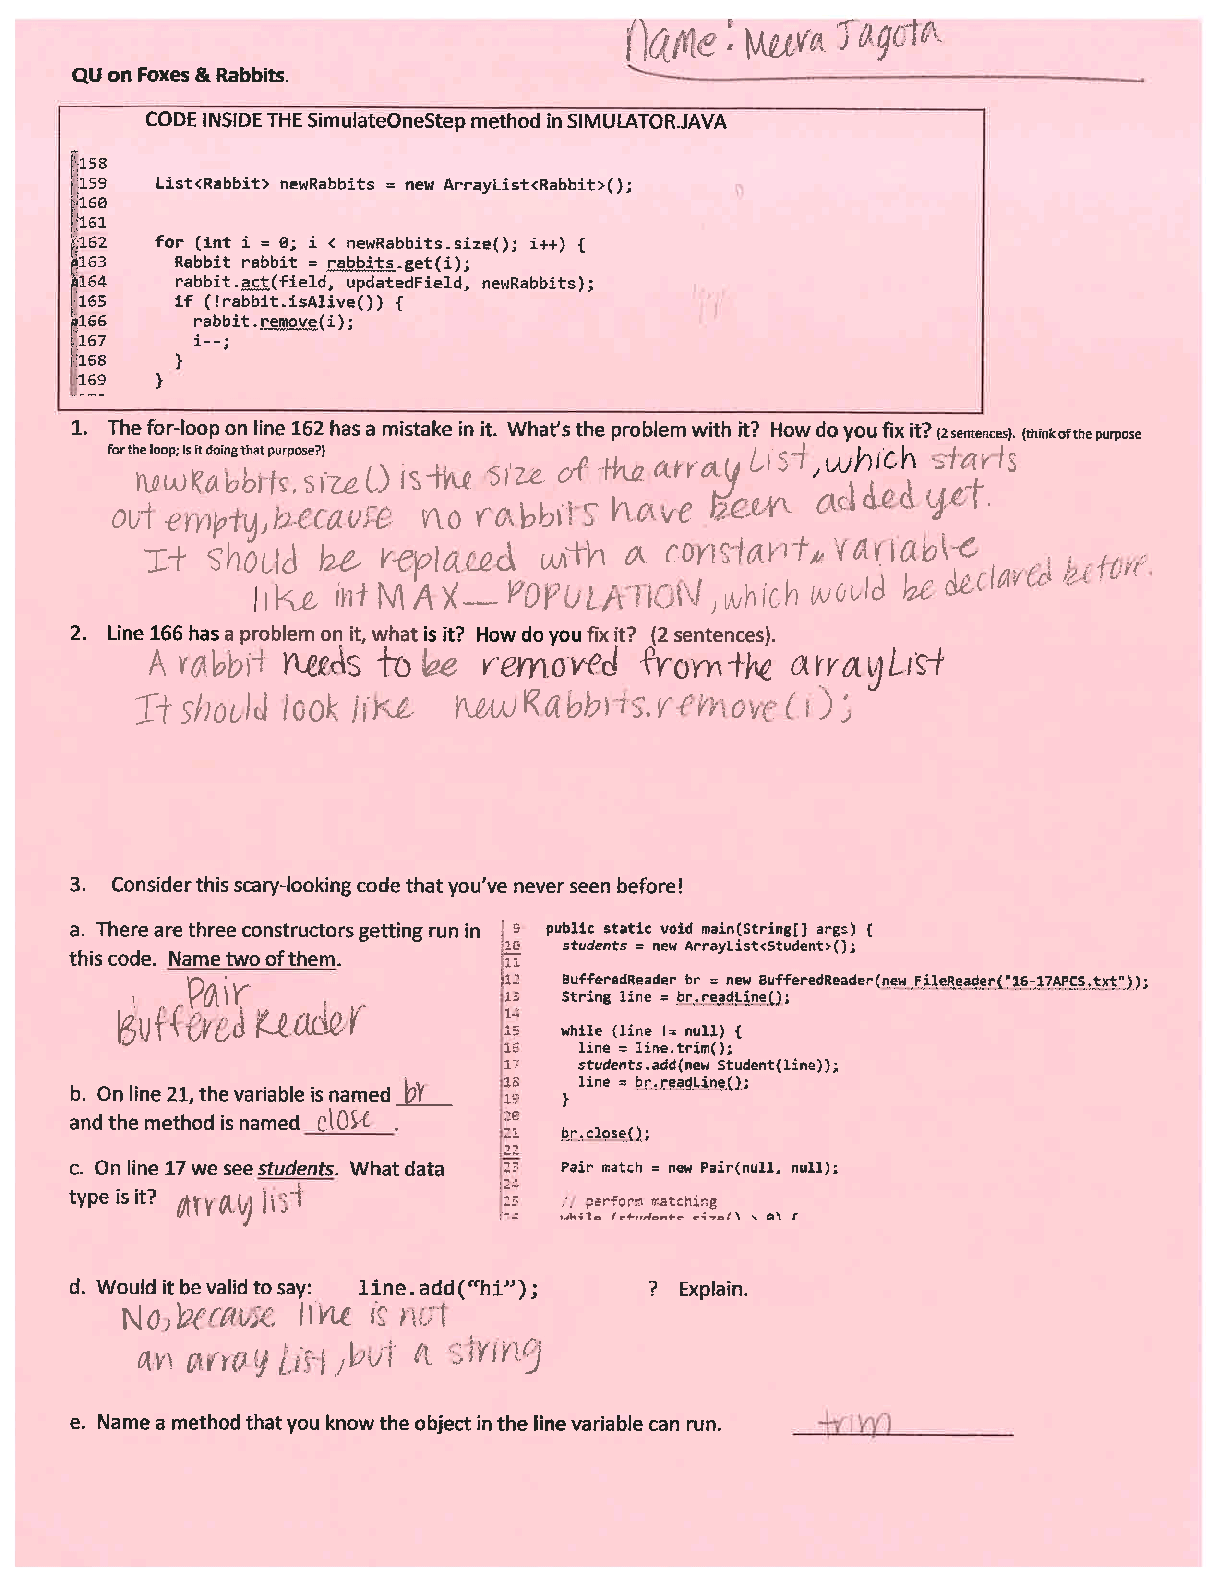 Name: Meera Jagota
QU on Foxes & Rabbits.
CODE INSIDE THE SimulateOneStep method in SIMULATOR.JAVA
158
159 List<Rabbit> newRabbits = new ArrayList<Rabbit>();
160
161
162 for (int i = 0; i < newRabbits.size(); i++) {
163 Rabbit rabbit = rabbits.get(i);
164 rabbit.act(field, updatedField, newRabbits);
165 if (!rabbit.isAlive()) {
166 rabbit.remove(i);
167 i--;
168 }
169 }
1. The for-loop on line 162 has a mistake in it. What's the problem with it? How do you fix it? (2 sentences). (think of the purpose
for the loop; is it doing that purpose?)
newRabbits.size() is the size of the arrayList, which starts
out empty, because no rabbits have been added yet.
It should be replaced with a constant variable
like int MAX_POPULATION, which would be declared before.
2. Line 166 has a problem on it, what is it? How do you fix it? (2 sentences).
A rabbit needs to be removed from the arrayList
It should look like newRabbits.remove(i);
3. Consider this scary-looking code that you've never seen before!
a. There are three constructors getting run in
this code. Name two of them.
Pair
BufferedReader
b. On line 21, the variable is named br
and the method is named close.
c. On line 17 we see students. What data
type is it? array list
9 public static void main(String[] args) {
10 students = new ArrayList<Student>();
11
12 BufferedReader br = new BufferedReader(new FileReader("16-17APCS.txt"));
13 String line = br.readLine();
14
15 while (line != null) {
16 line = line.trim();
17 students.add(new Student(line));
18 line = br.readLine();
19 }
20
21 br.close();
22
23 Pair match = new Pair(null, null);
24
25 // perform matching
while (students.size() > 0) {
d. Would it be valid to say: line.add("hi"); ? Explain.
No, because line is not
an array List, but a string
e. Name a method that you know the object in the line variable can run. trim